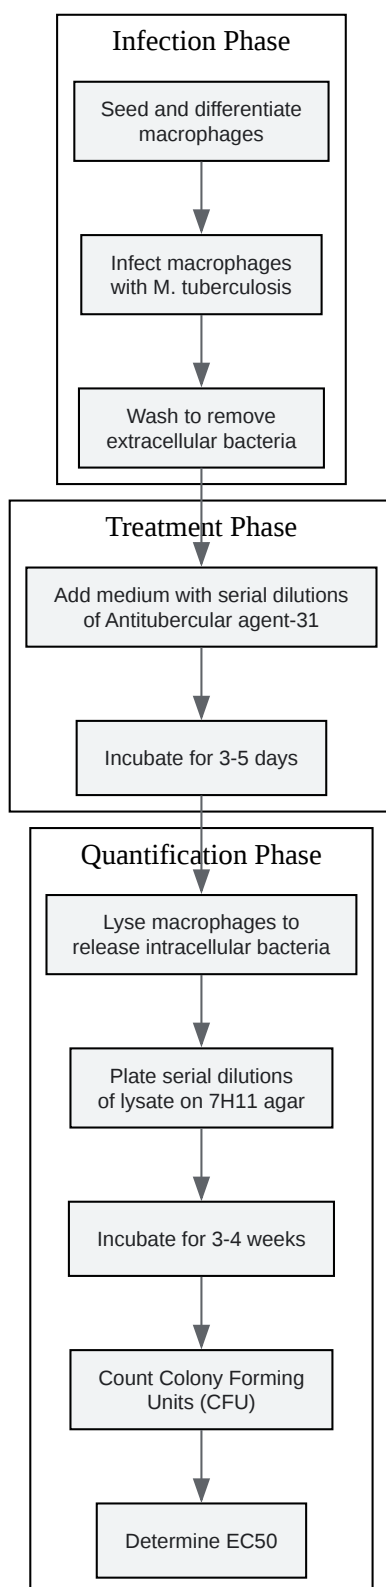 Infection Phase
Seed and differentiate
macrophages
Infect macrophages
with M. tuberculosis
Wash to remove
extracellular bacteria
Treatment Phase
Add medium with serial dilutions
of Antitubercular agent-31
Incubate for 3-5 days
Quantification Phase
Lyse macrophages to
release intracellular bacteria
Plate serial dilutions
of lysate on 7H11 agar
Incubate for 3-4 weeks
Count Colony Forming
Units (CFU)
Determine EC50